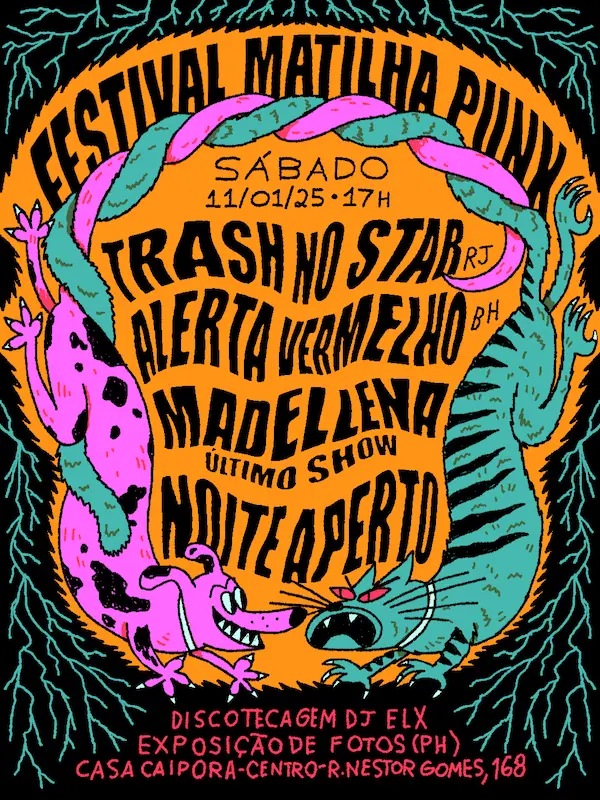 FESTIVAL MATILHA PUNX
SÁBADO
11/01/25 • 17H
TRASH NO STAR RJ
ALERTA VERMELHO BH
MADELLENA
ÚLTIMO SHOW
NOITE APERTO
DISCOTECAGEM DJ ELX
EXPOSIÇÃO DE FOTOS (PH)
CASA CAIPORA-CENTRO-R.NESTOR GOMES, 168